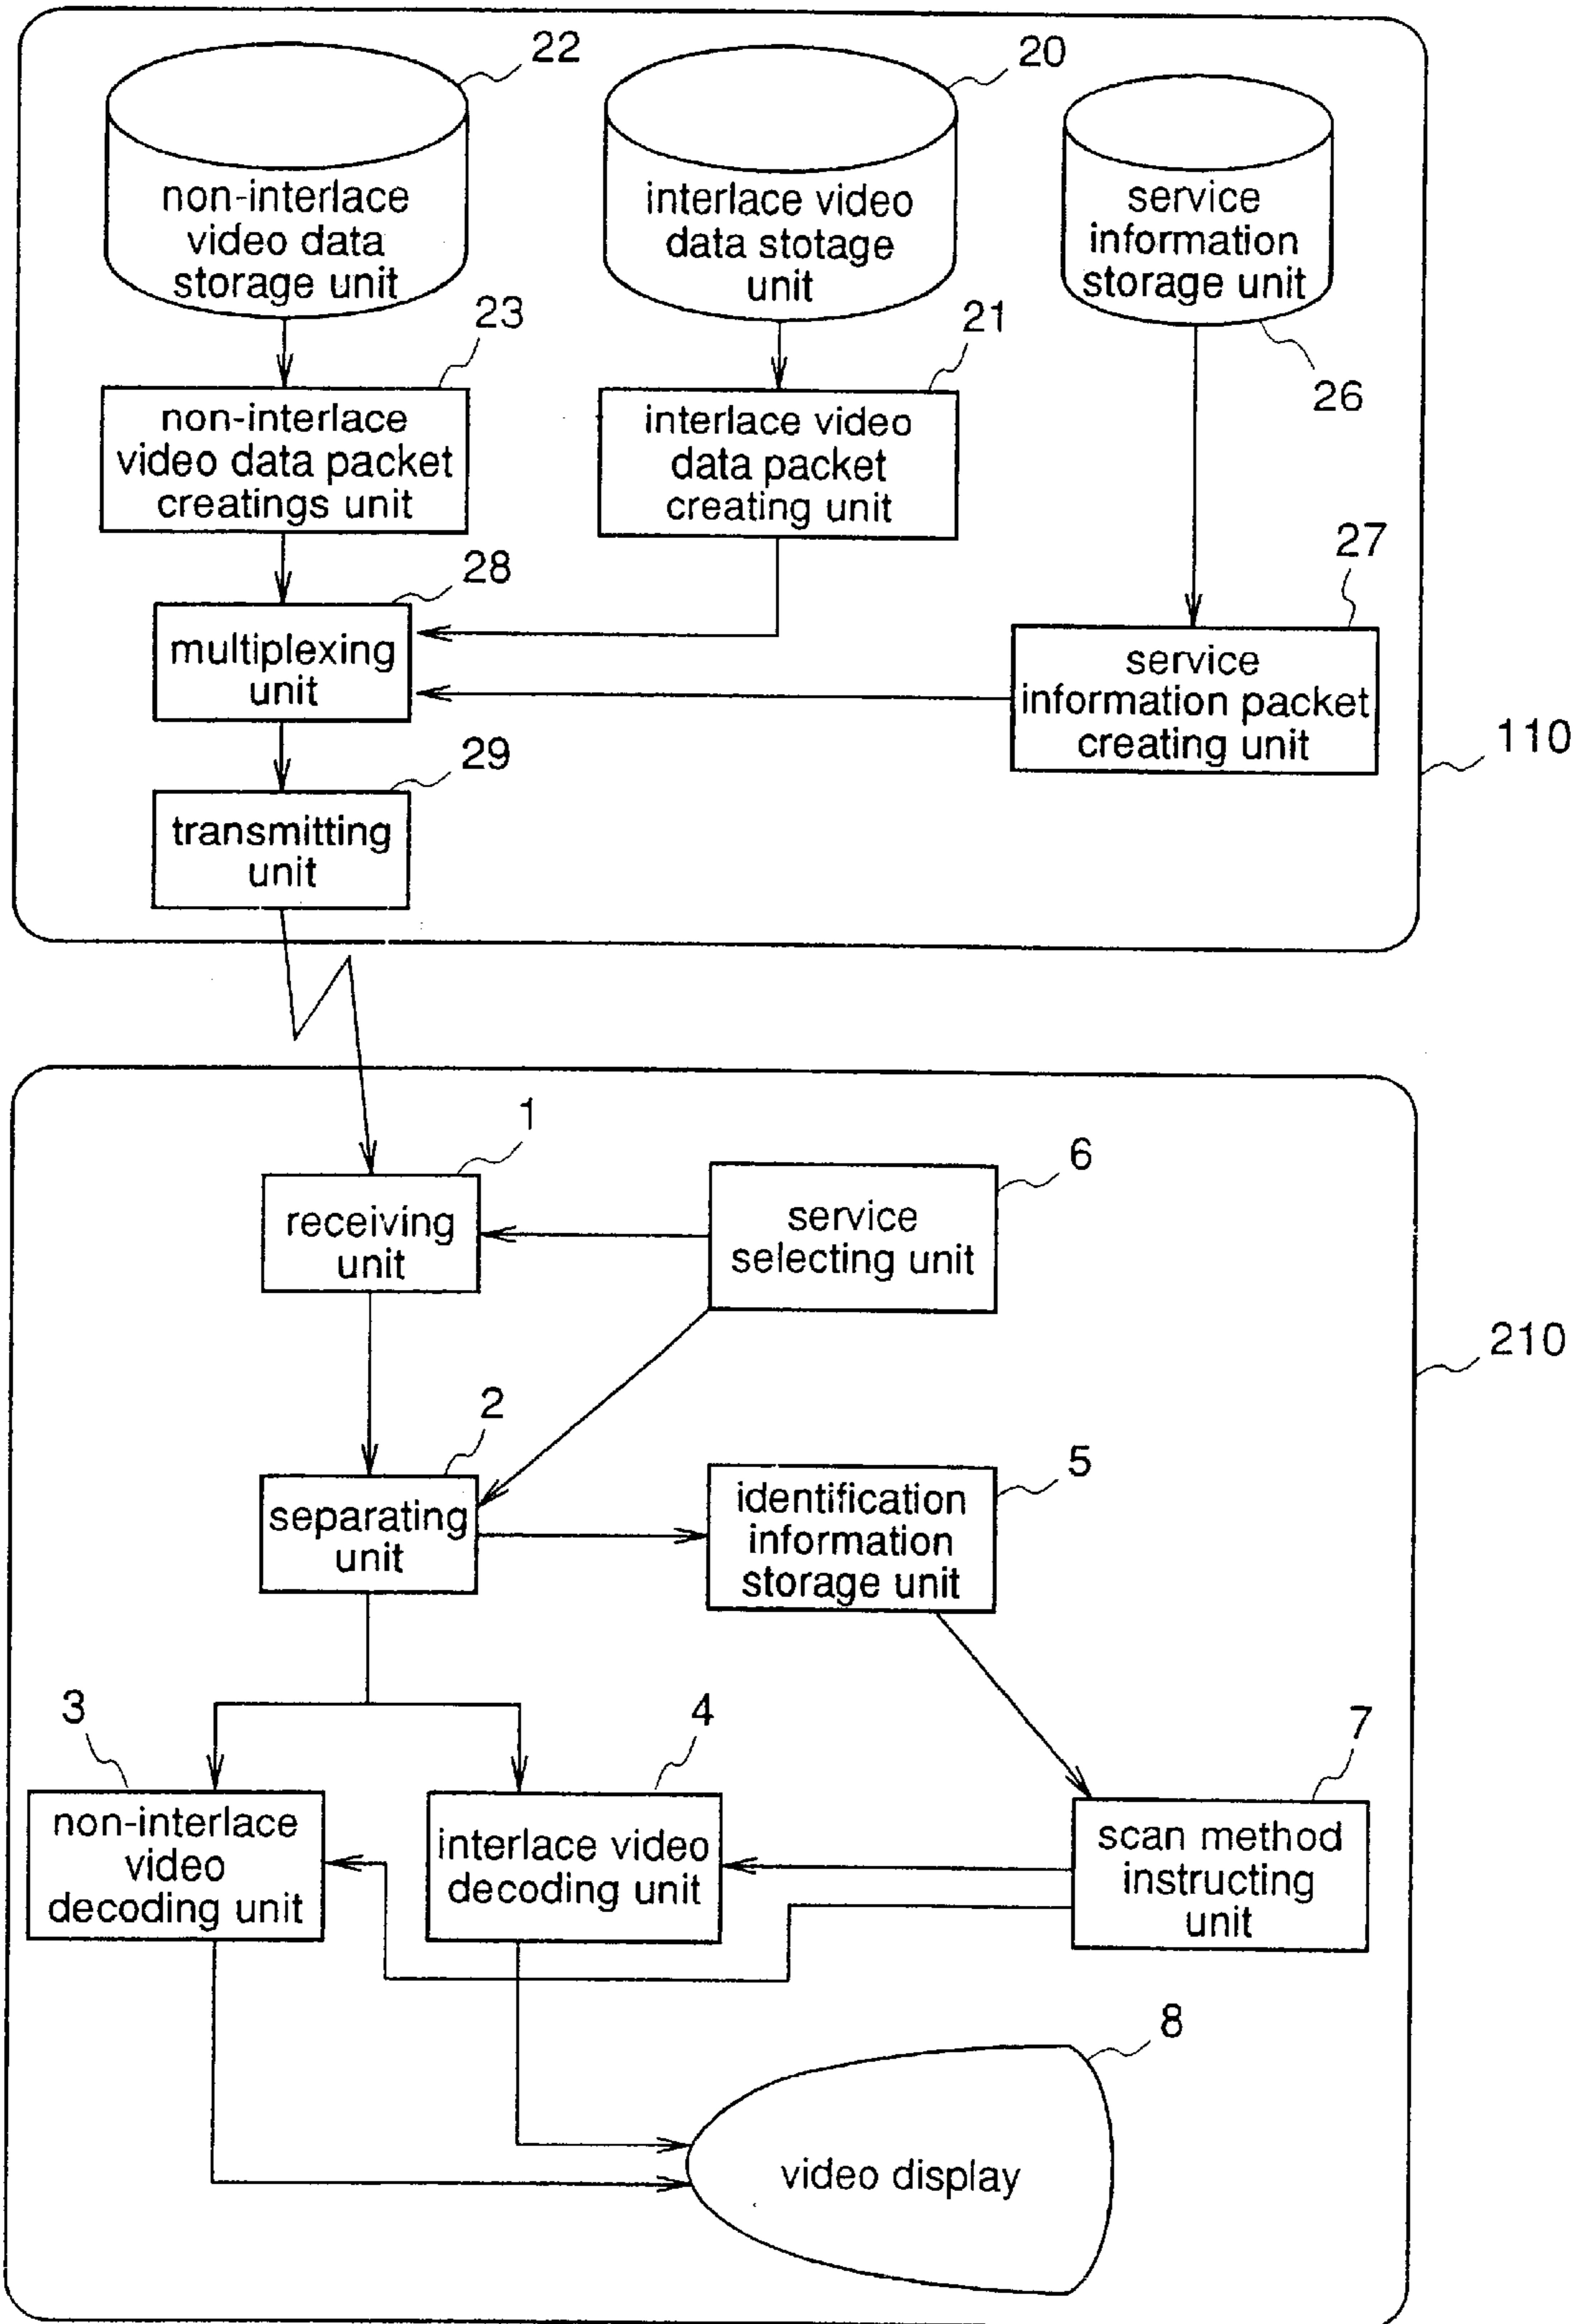 22
20
non-interlace
video data
storage unit
interlace video
data stotage
unit
service
information
storage unit
23
21
26
non-interlace
video data packet
creatings unit
interlace video
data packet
creating unit
28
27
multiplexing
unit
service
information packet
creating unit
110
29
transmitting
unit
1
6
receiving
unit
service
selecting unit
210
2
5
separating
unit
identification
information
storage unit
3
4
7
non-interlace
video
decoding unit
interlace video
decoding unit
scan method
instructing
unit
8
video display